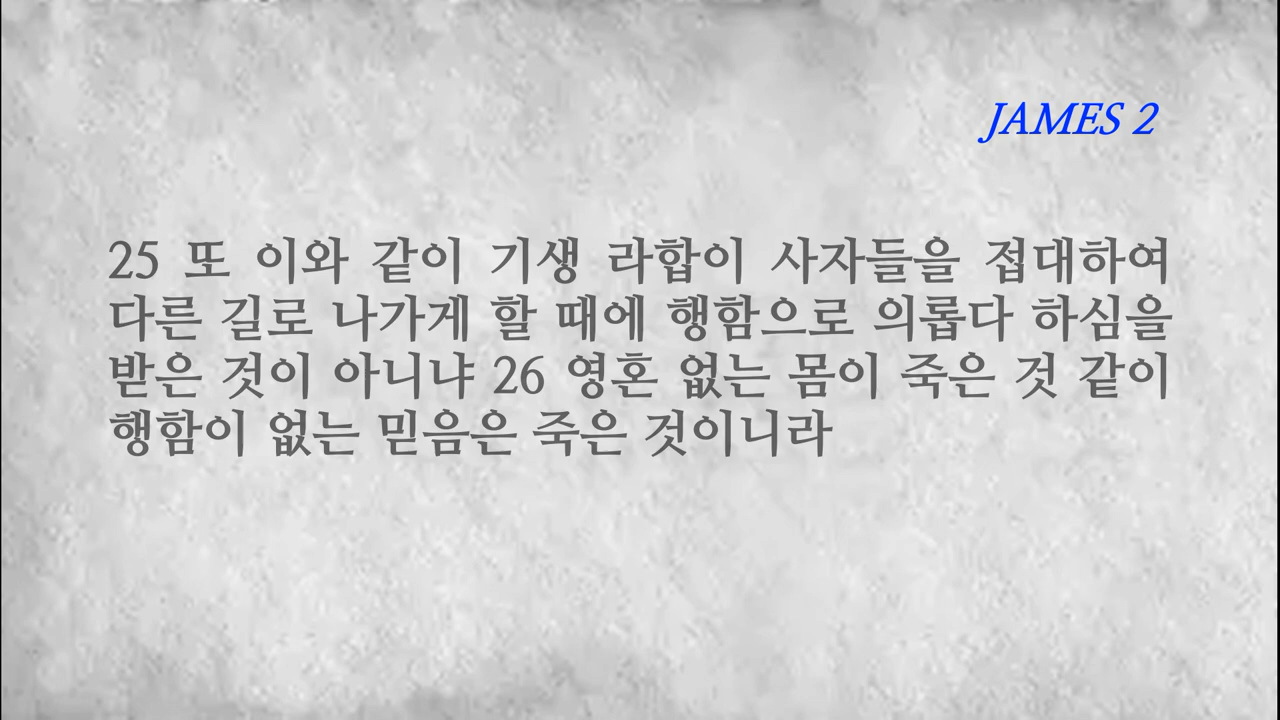 JAMES 2
25 또 이와 같이 기생 라합이 사자들을 접대하여
다른 길로 나가게 할 때에 행함으로 의롭다 하심을
받은 것이 아니냐 26 영혼 없는 몸이 죽은 것 같이
행함이 없는 믿음은 죽은 것이니라